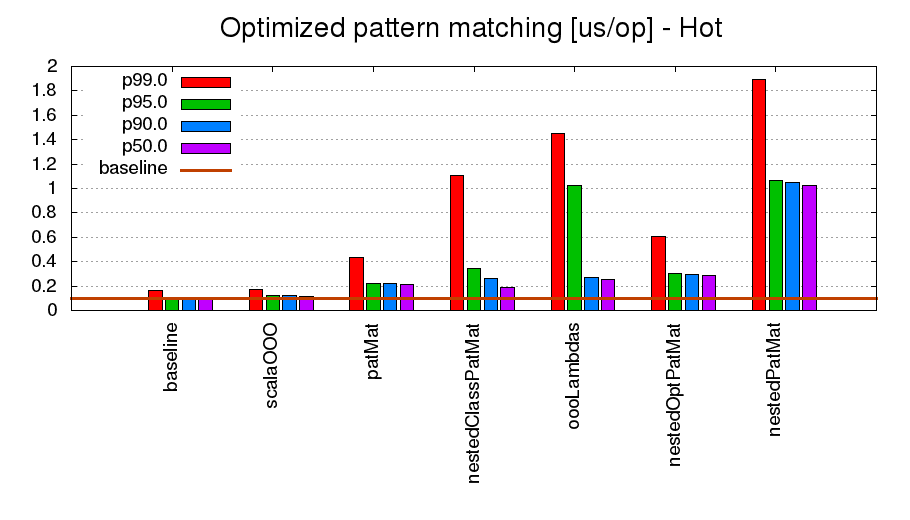 Optimized pattern matching [us/op] - Hot
2
1.8
1.6
1.4
1.2
1
0.8
0.6
0.4
0.2
0
p99.0
p95.0
p90.0
p50.0
baseline
baseline
scalaOOO
patMat
nestedClassPatMat
oooLambdas
nestedOptPatMat
nestedPatMat